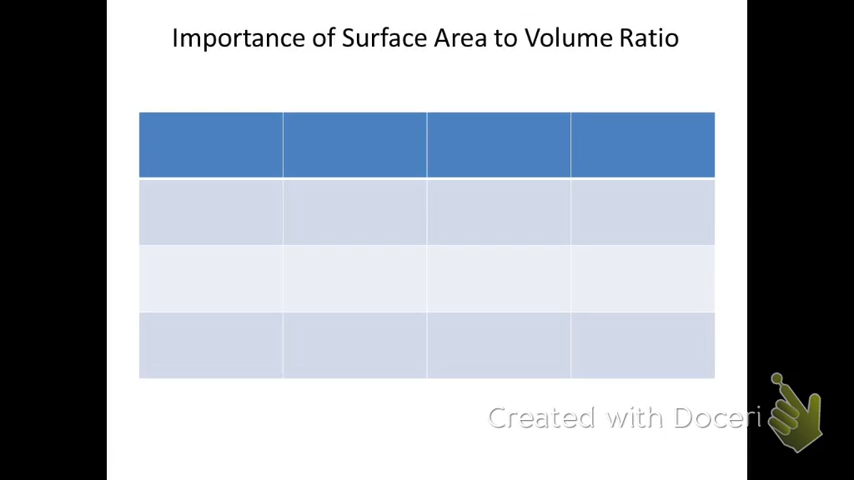 Importance of Surface Area to Volume Ratio
Created with Doceri